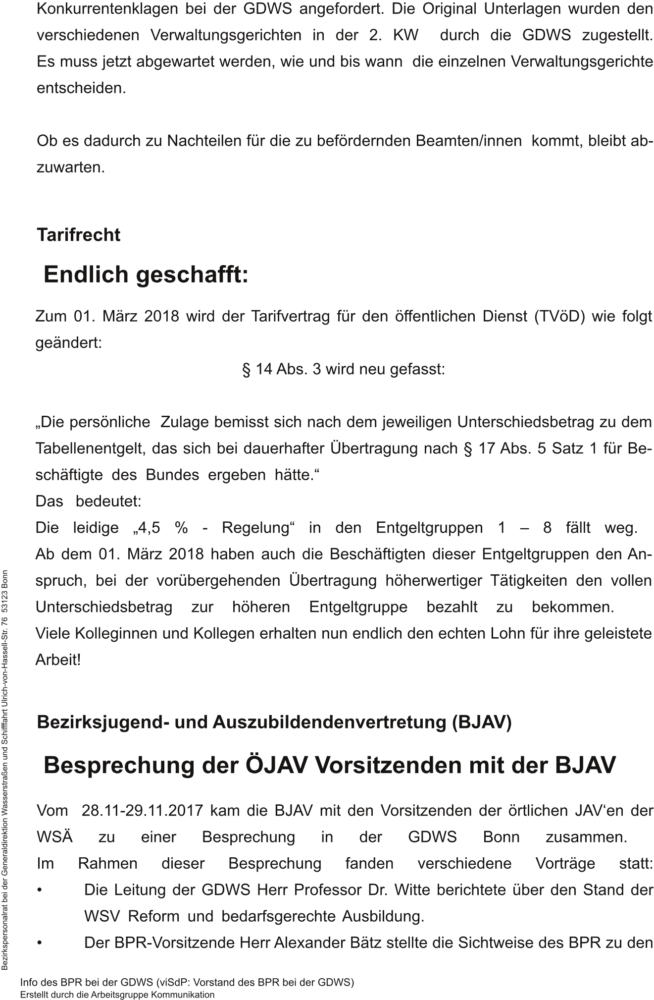 Konkurrentenklagen bei der GDWS angefordert. Die Original Unterlagen wurden den
verschiedenen Verwaltungsgerichten in der 2. KW durch die GDWS zugestellt.
Es muss jetzt abgewartet werden, wie und bis wann die einzelnen Verwaltungsgerichte
entscheiden.
Ob es dadurch zu Nachteilen für die zu befördernden Beamten/innen kommt, bleibt ab-
zuwarten.
Tarifrecht
Endlich geschafft:
Zum 01. März 2018 wird der Tarifvertrag für den öffentlichen Dienst (TVöD) wie folgt
geändert:
§ 14 Abs. 3 wird neu gefasst:
„Die persönliche Zulage bemisst sich nach dem jeweiligen Unterschiedsbetrag zu dem
Tabellenentgelt, das sich bei dauerhafter Übertragung nach § 17 Abs. 5 Satz 1 für Be-
schäftigte des Bundes ergeben hätte.“
Das bedeutet:
Die leidige „4,5 % - Regelung“ in den Entgeltgruppen 1 – 8 fällt weg.
Ab dem 01. März 2018 haben auch die Beschäftigten dieser Entgeltgruppen den An-
spruch, bei der vorübergehenden Übertragung höherwertiger Tätigkeiten den vollen
Unterschiedsbetrag zur höheren Entgeltgruppe bezahlt zu bekommen.
Viele Kolleginnen und Kollegen erhalten nun endlich den echten Lohn für ihre geleistete
Arbeit!
Bezirksjugend- und Auszubildendenvertretung (BJAV)
Besprechung der ÖJAV Vorsitzenden mit der BJAV
Vom 28.11-29.11.2017 kam die BJAV mit den Vorsitzenden der örtlichen JAV‘en der
WSÄ zu einer Besprechung in der GDWS Bonn zusammen.
Im Rahmen dieser Besprechung fanden verschiedene Vorträge statt:
• Die Leitung der GDWS Herr Professor Dr. Witte berichtete über den Stand der
WSV Reform und bedarfsgerechte Ausbildung.
• Der BPR-Vorsitzende Herr Alexander Bätz stellte die Sichtweise des BPR zu den
Bezirkspersonalrat bei der Generaldirektion Wasserstraßen und Schifffahrt Ulrich-von-Hassell-Str. 76 53123 Bonn
Info des BPR bei der GDWS (viSdP: Vorstand des BPR bei der GDWS)
Erstellt durch die Arbeitsgruppe Kommunikation